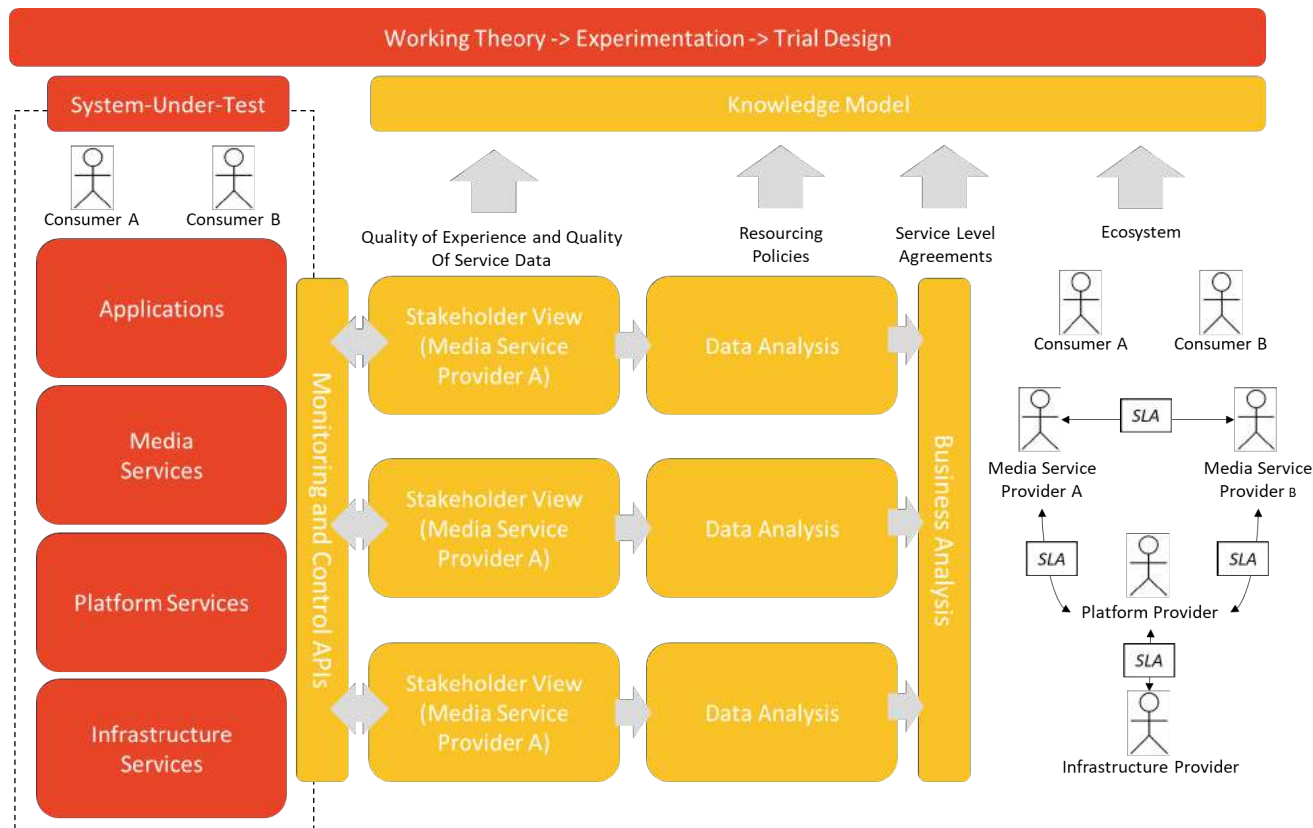 Working Theory -> Experimentation -> Trial Design
System-Under-Test
Knowledge Model
Consumer A
Consumer B
Applications
Media
Services
Platform Services
Infrastructure
Services
Monitoring and Control APIs
Quality of Experience and Quality
Of Service Data
Resourcing
Policies
Service Level
Agreements
Ecosystem
Stakeholder View
(Media Service
Provider A)
Data Analysis
Stakeholder View
(Media Service
Provider A)
Data Analysis
Stakeholder View
(Media Service
Provider A)
Data Analysis
Business Analysis
Consumer A
Consumer B
SLA
Media Service
Provider A
Media Service
Provider B
SLA
SLA
Platform Provider
SLA
Infrastructure Provider